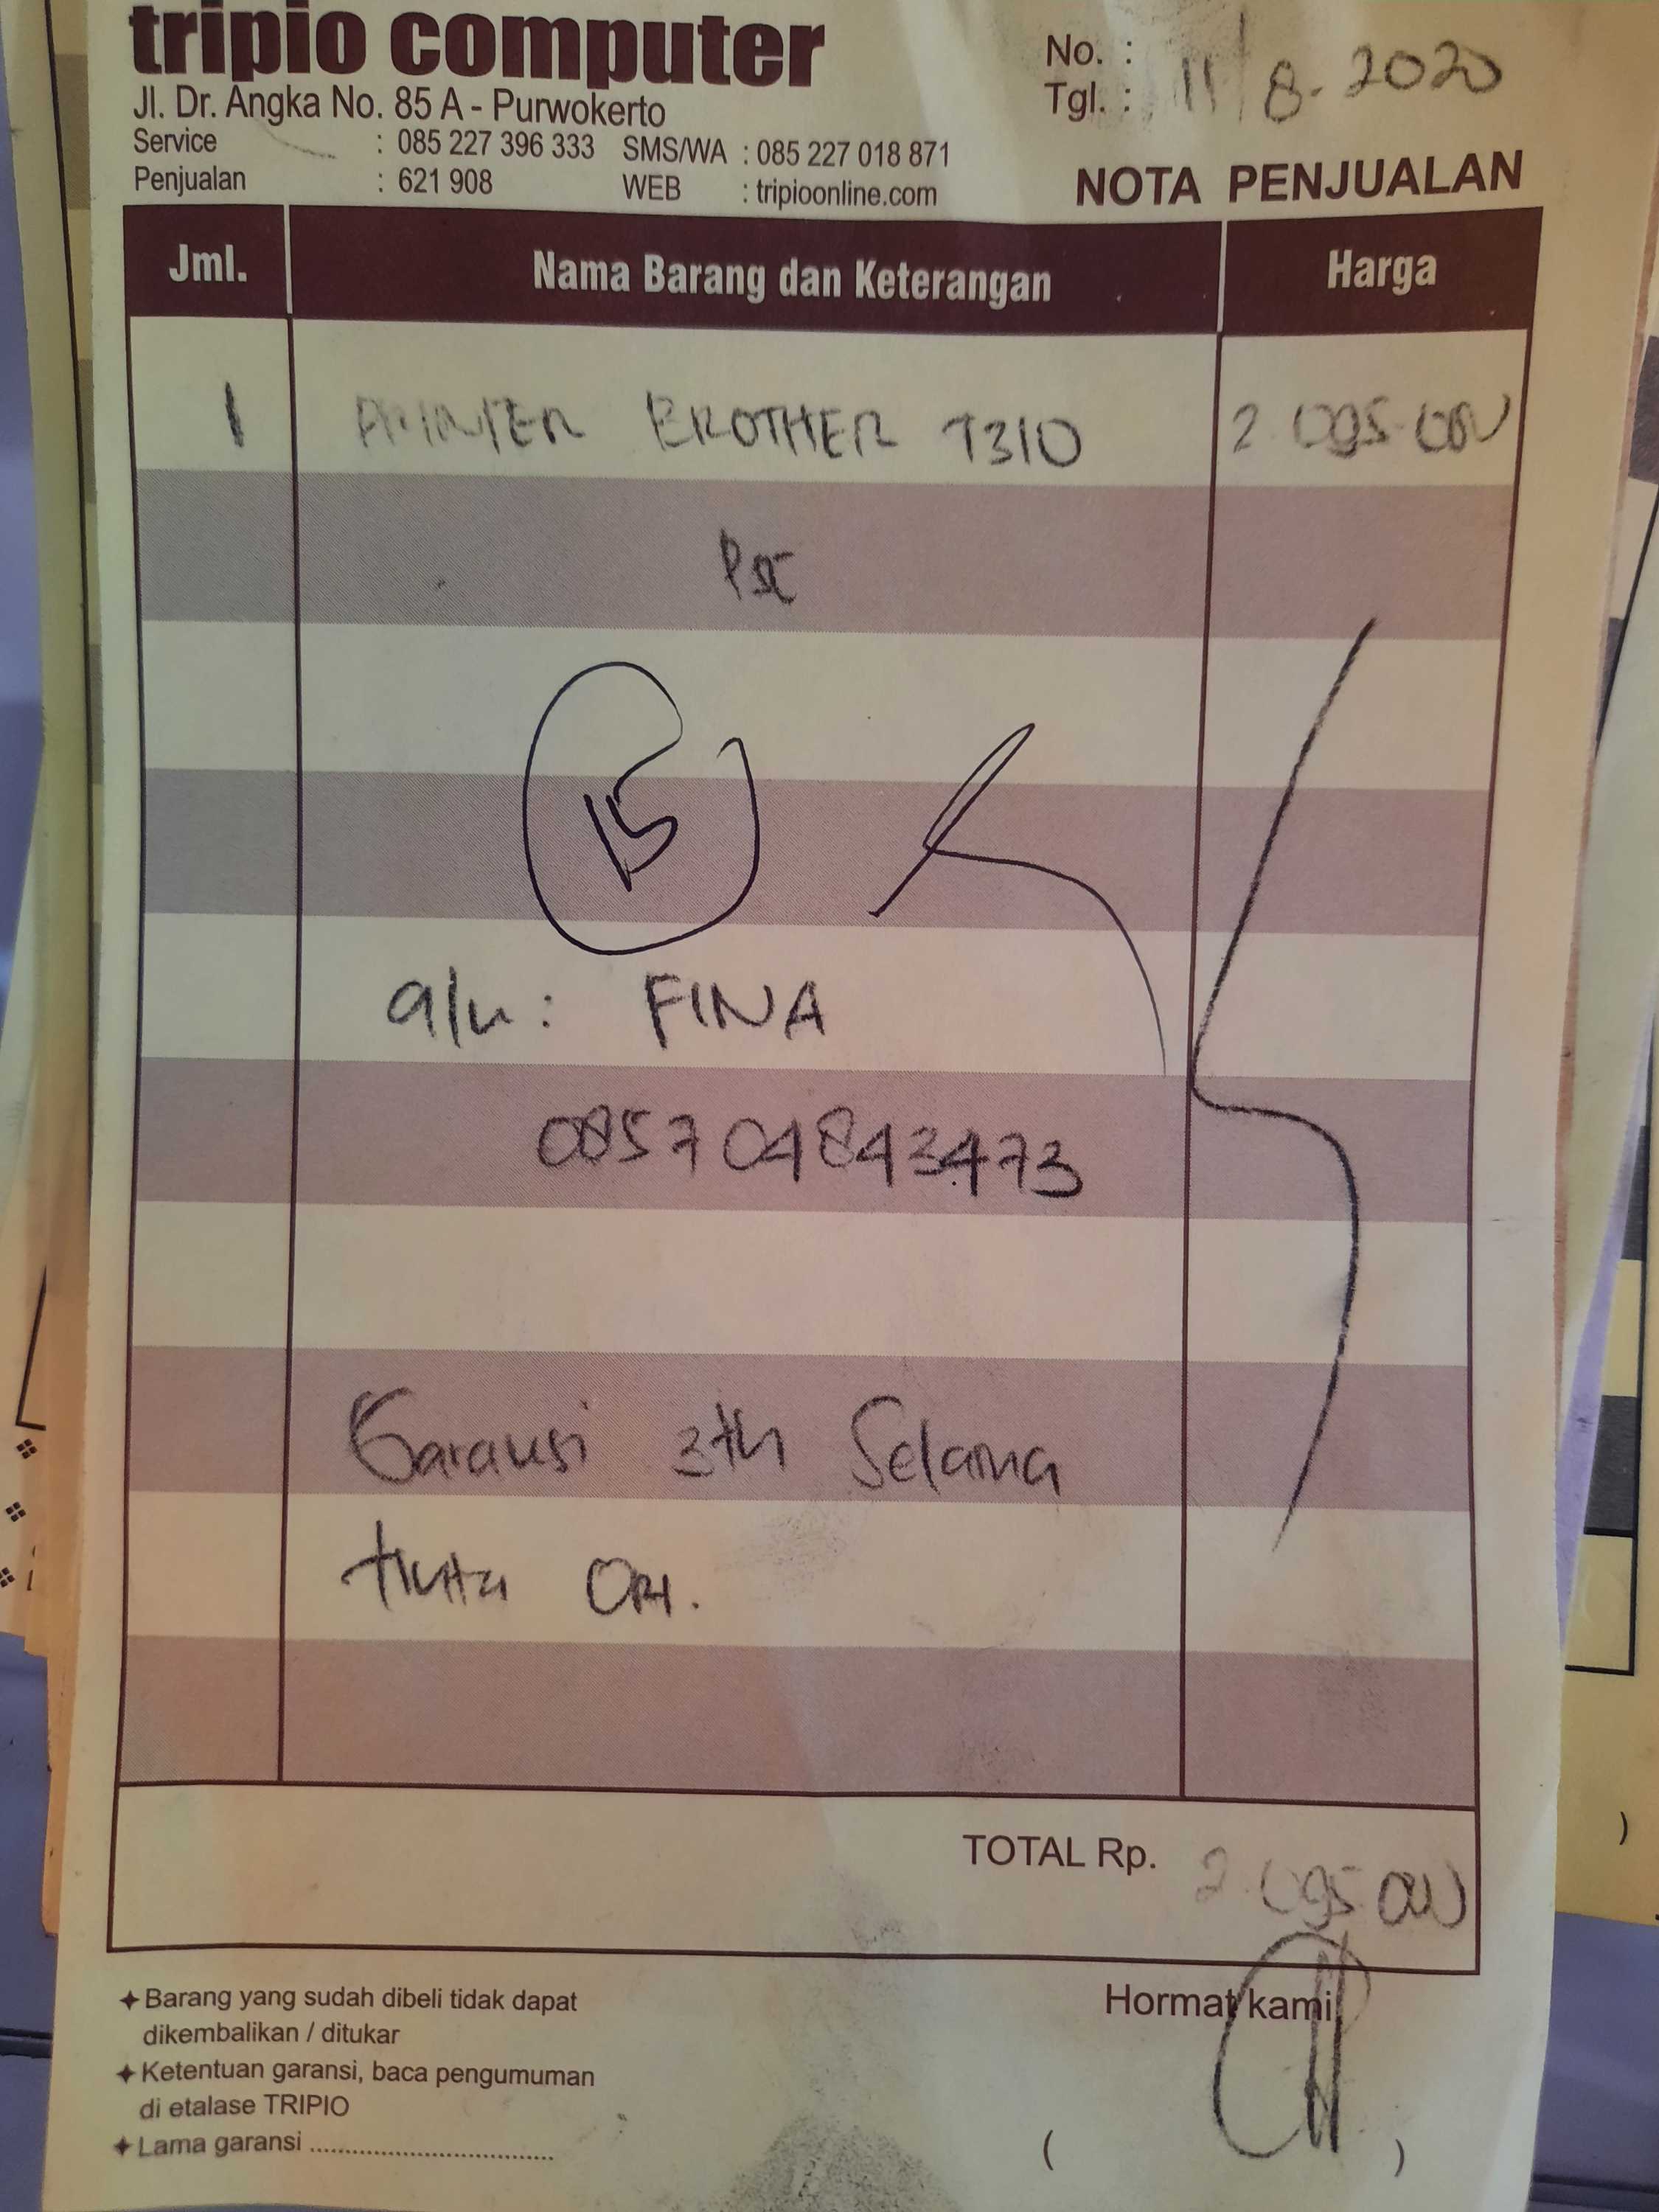 tripio computer
Jl. Dr. Angka No. 85 A - Purwokerto
Service : 085 227 396 333 SMS/WA : 085 227 018 871
Penjualan : 621 908 WEB : tripioonline.com
No. :
Tgl. : 11/8-2020
NOTA PENJUALAN
Jml. Nama Barang dan Keterangan Harga
1 PRINTER BROTHER T310 2.095.000
15
a/n : FINA
085704843473
Garansi 3th Selama
tinta Ori.
TOTAL Rp. 2.095.000
✦ Barang yang sudah dibeli tidak dapat
dikembalikan / ditukar
✦ Ketentuan garansi, baca pengumuman
di etalase TRIPIO
✦ Lama garansi ..........................................
Hormat kami
( )